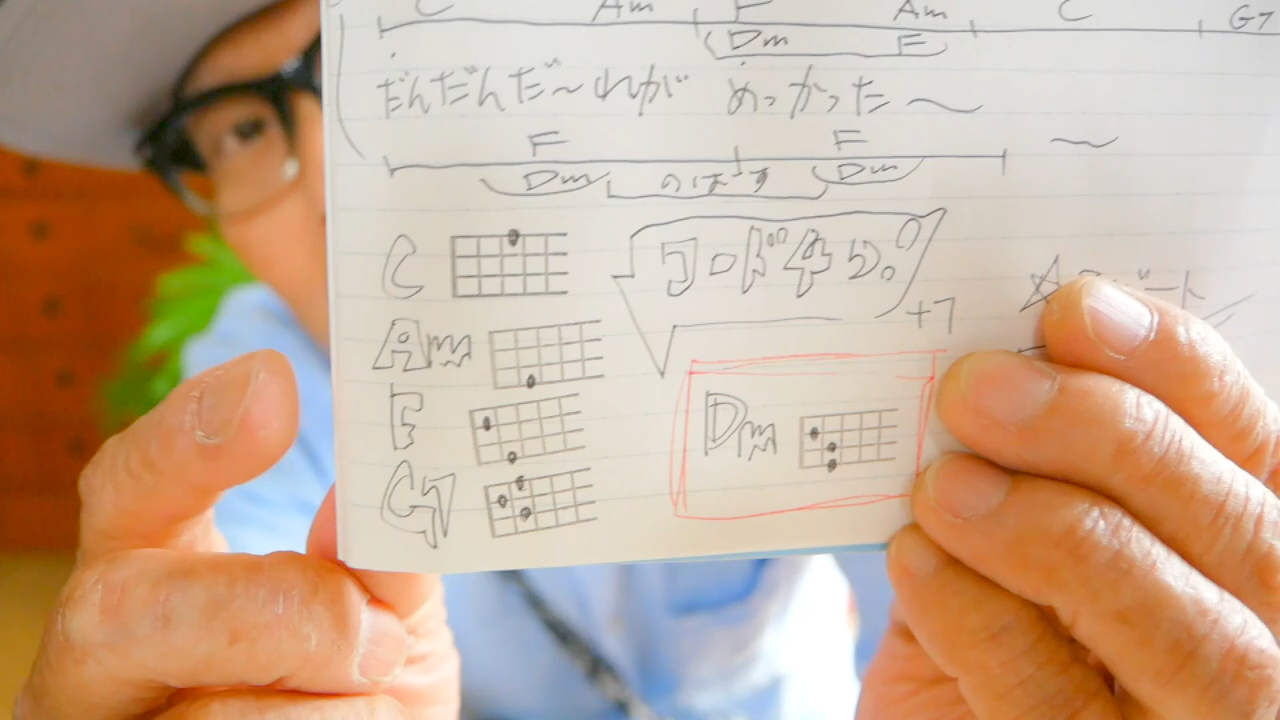 C Am F Am C G7
Dm F
だんだんだ〜れが めっかった〜
F F 〜
Dm のばす Dm
C
コード4つ。
+7
Am
F
Dm
G7